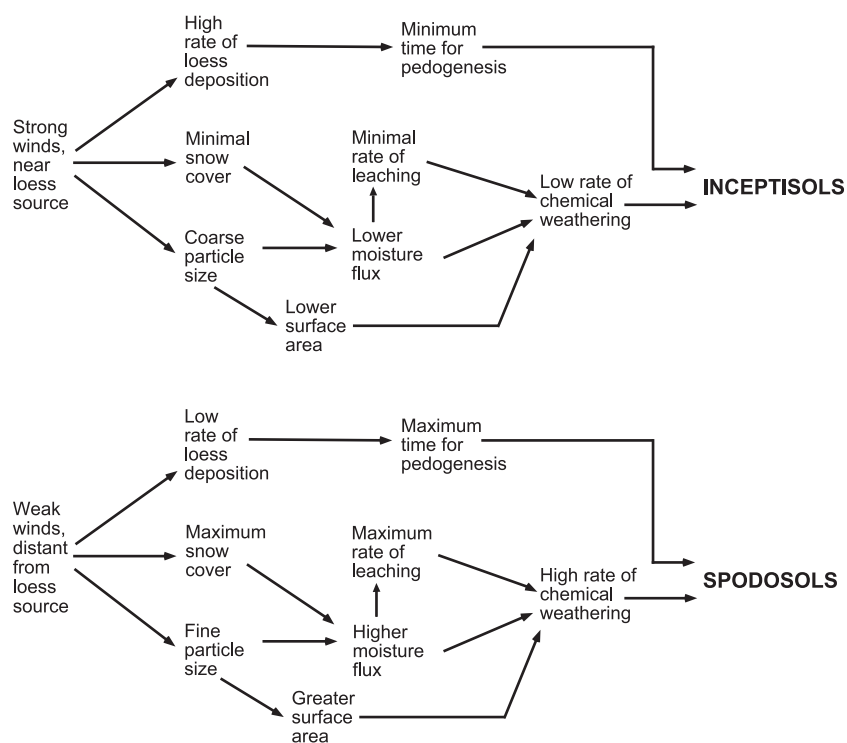 High
rate of
loess
deposition
Minimum
time for
pedogenesis
Strong
winds,
near
loess
source
Minimal
snow
cover
Minimal
rate of
leaching
Low rate of
chemical
weathering
INCEPTISOLS
Coarse
particle
size
Lower
moisture
flux
Lower
surface
area
Low
rate of
loess
deposition
Maximum
time for
pedogenesis
Weak
winds,
distant
from
loess
source
Maximum
snow
cover
Maximum
rate of
leaching
High rate of
chemical
weathering
SPODOSOLS
Fine
particle
size
Higher
moisture
flux
Greater
surface
area